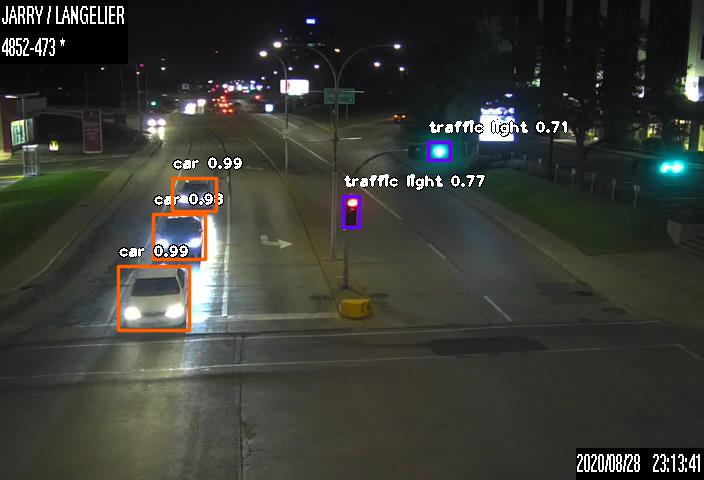 JARRY / LANGELIER
4852-473 *
traffic light 0.71
car 0.99
traffic light 0.77
car 0.98
car 0.99
2020/08/28 23:13:41